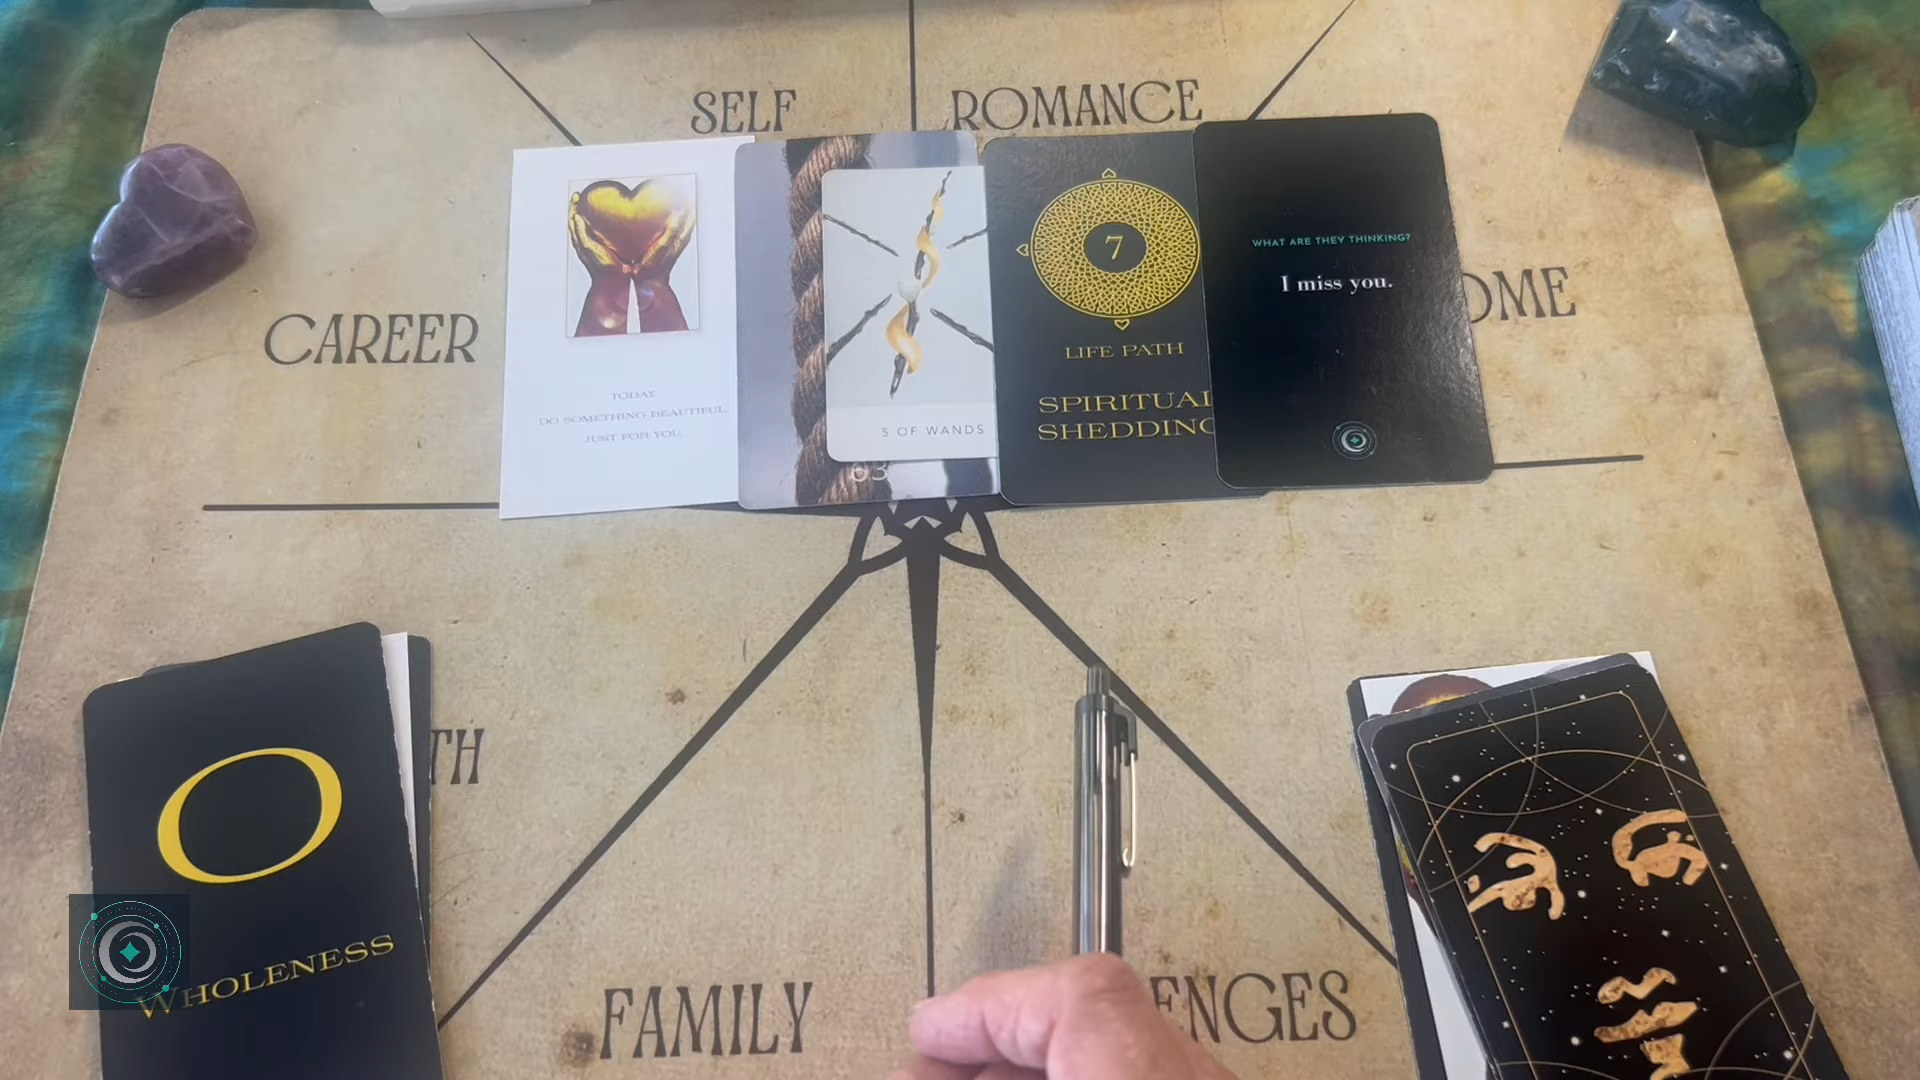 SELF
ROMANCE
CAREER
TODAY
DO SOMETHING BEAUTIFUL
JUST FOR YOU.
63
5 OF WANDS
7
LIFE PATH
SPIRITUAL
SHEDDING
WHAT ARE THEY THINKING?
I miss you.
OME
TH
O
WHOLENESS
FAMILY
ENGES